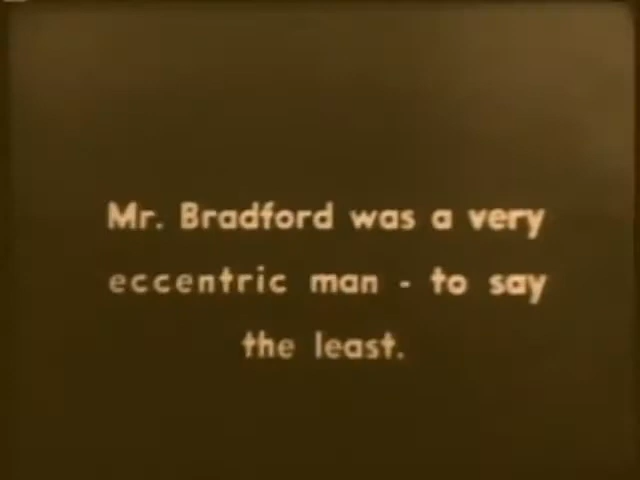 Mr. Bradford was a very
eccentric man - to say
the least.